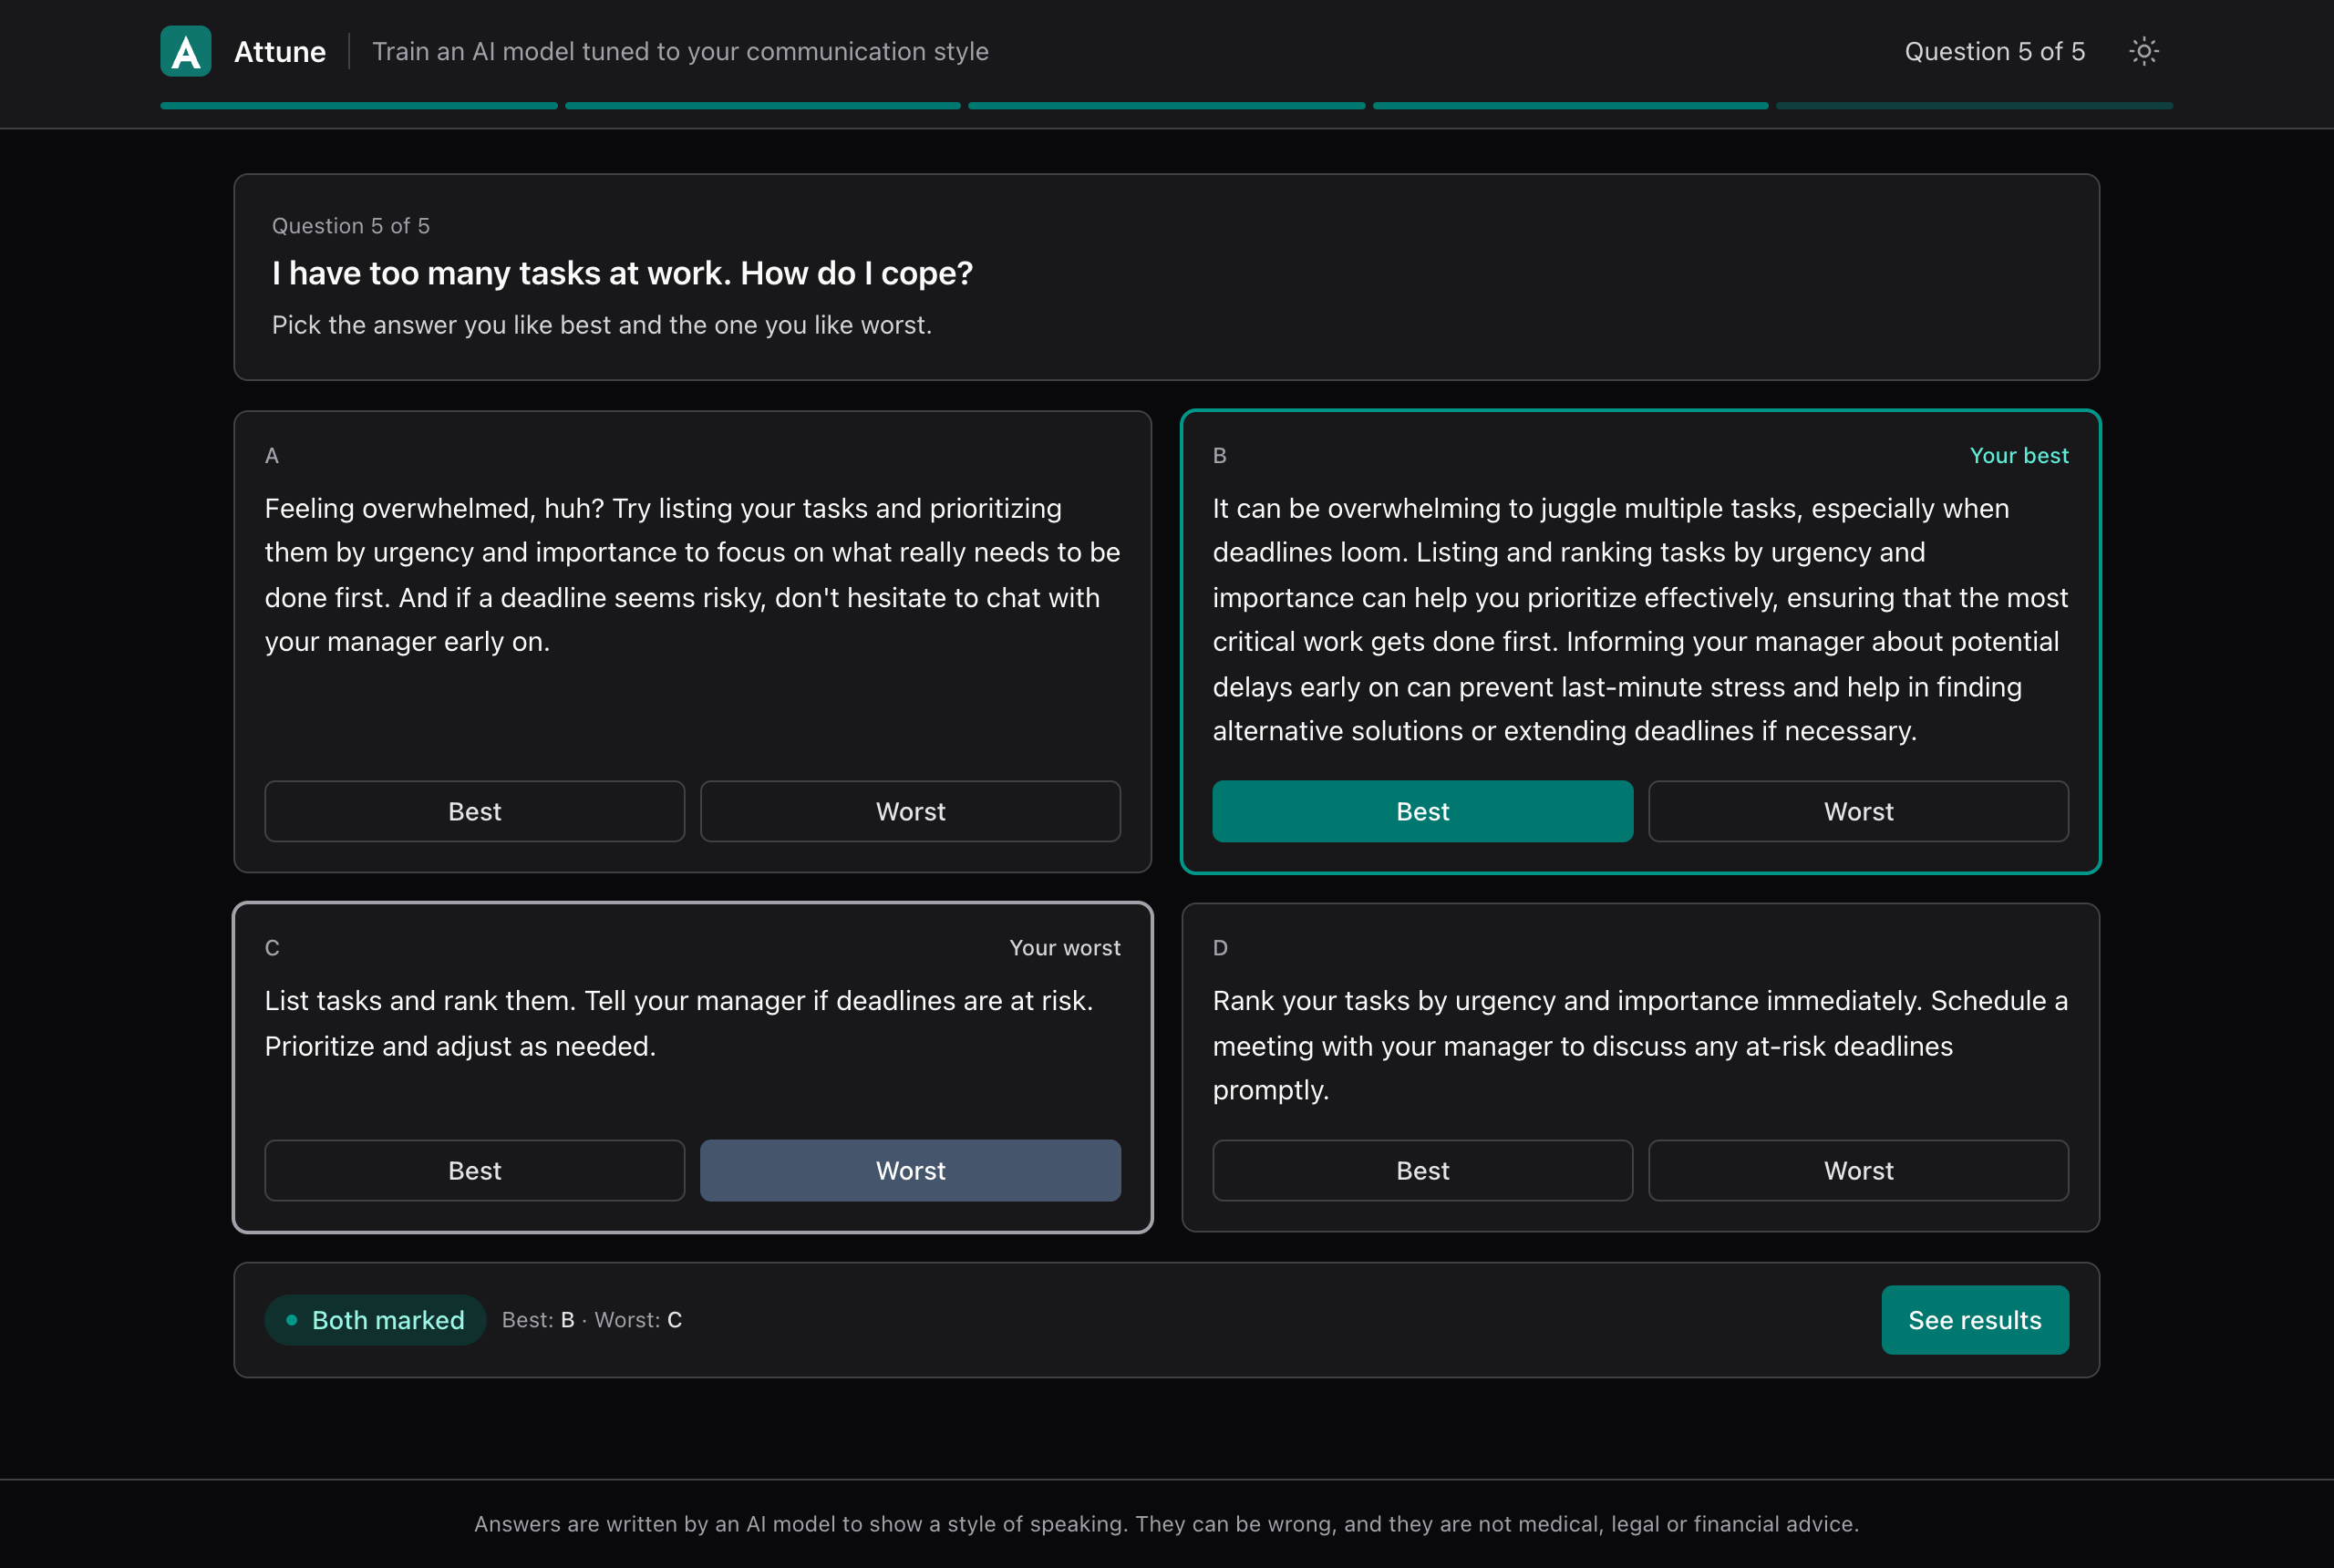 A Attune Train an AI model tuned to your communication style Question 5 of 5
Question 5 of 5
I have too many tasks at work. How do I cope?
Pick the answer you like best and the one you like worst.
A
Feeling overwhelmed, huh? Try listing your tasks and prioritizing
them by urgency and importance to focus on what really needs to be
done first. And if a deadline seems risky, don't hesitate to chat with
your manager early on.
Best Worst
B Your best
It can be overwhelming to juggle multiple tasks, especially when
deadlines loom. Listing and ranking tasks by urgency and
importance can help you prioritize effectively, ensuring that the most
critical work gets done first. Informing your manager about potential
delays early on can prevent last-minute stress and help in finding
alternative solutions or extending deadlines if necessary.
Best Worst
C Your worst
List tasks and rank them. Tell your manager if deadlines are at risk.
Prioritize and adjust as needed.
Best Worst
D
Rank your tasks by urgency and importance immediately. Schedule a
meeting with your manager to discuss any at-risk deadlines
promptly.
Best Worst
Both marked Best: B · Worst: C See results
Answers are written by an AI model to show a style of speaking. They can be wrong, and they are not medical, legal or financial advice.